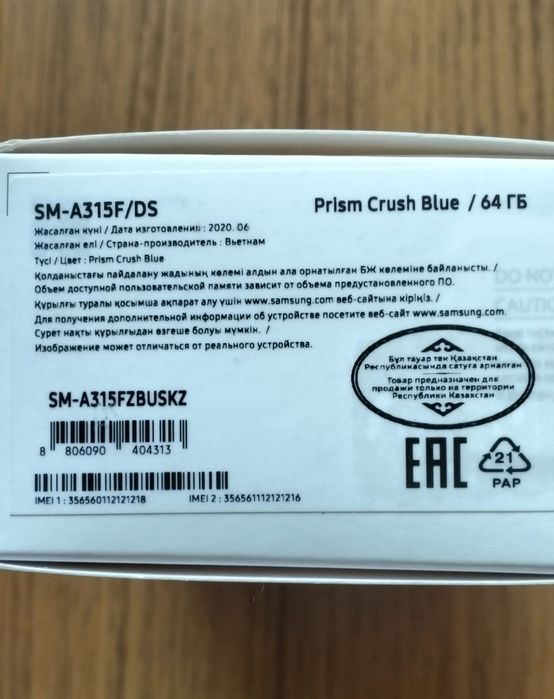 SM-A315F/DS
Prism Crush Blue / 64 ГБ
Жасалған күні / Дата изготовления : 2020. 06
Жасалған елі / Страна-производитель : Вьетнам
Түсі / Цвет : Prism Crush Blue
Қолданыстағы пайдалану жадының көлемі алдын ала орнатылған БЖ көлеміне байланысты. /
Объем доступной пользовательской памяти зависит от объема предустановленного ПО.
Құрылғы туралы қосымша ақпарат алу үшін www.samsung.com веб-сайтына кіріңіз. /
Для получения дополнительной информации об устройстве посетите веб-сайт www.samsung.com.
Сурет нақты құрылғыдан өзгеше болуы мүмкін. /
Изображение может отличаться от реального устройства.
DO NO
CAUTIC
Бұл тауар тек Қазақстан
Республикасында сатуға арналған
Товар предназначен для
продажи только на территории
Республики Казахстан
SM-A315FZBUSKZ
8 806090 404313
EAC
21
PAP
IMEI 1 : 356560112121218
IMEI 2 : 356561112121216